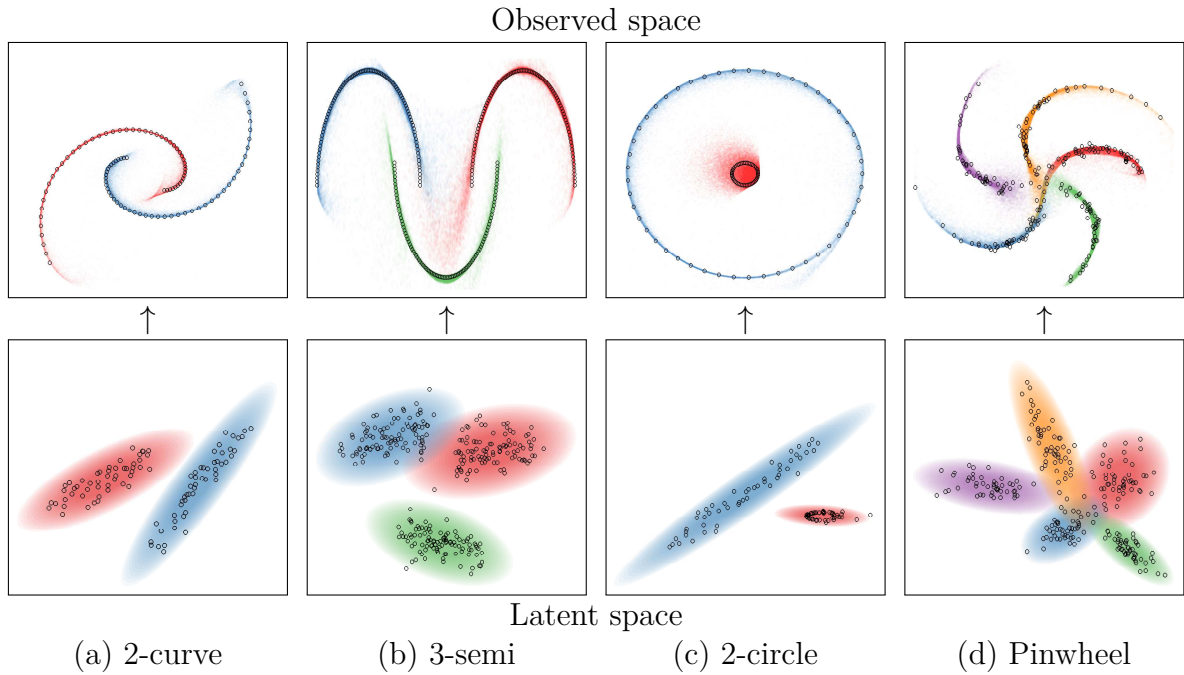 Observed space
↑ ↑ ↑ ↑
Latent space
(a) 2-curve
(b) 3-semi
(c) 2-circle
(d) Pinwheel